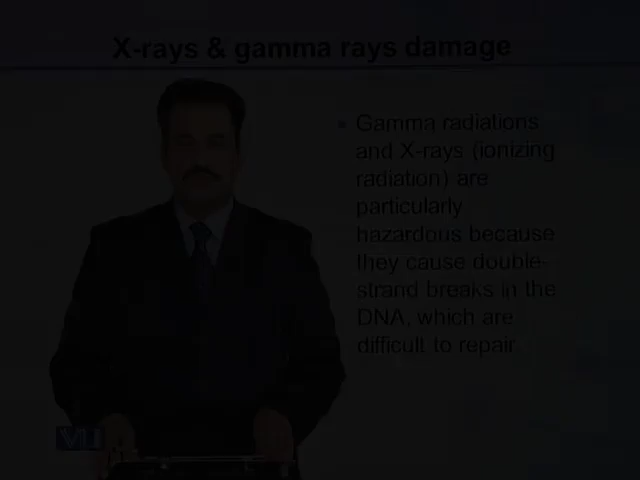 X-rays & gamma rays damage
Gamma radiations
and X-rays (ionizing
radiation) are
particularly
hazardous because
they cause double-
strand breaks in the
DNA, which are
difficult to repair
VU